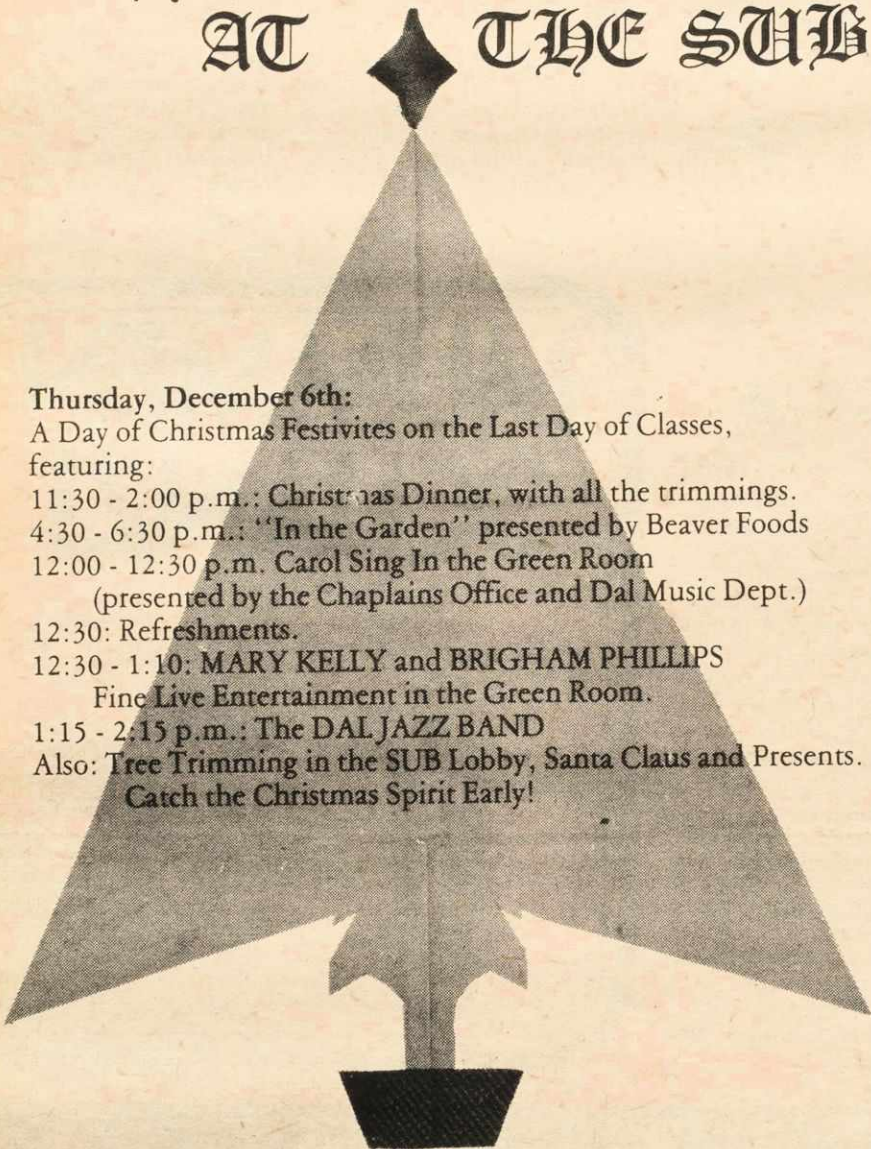 AT THE SUB
Thursday, December 6th:
A Day of Christmas Festivites on the Last Day of Classes,
featuring:
11:30 - 2:00 p.m.: Christmas Dinner, with all the trimmings.
4:30 - 6:30 p.m.: "In the Garden" presented by Beaver Foods
12:00 - 12:30 p.m. Carol Sing In the Green Room
(presented by the Chaplains Office and Dal Music Dept.)
12:30: Refreshments.
12:30 - 1:10: MARY KELLY and BRIGHAM PHILLIPS
Fine Live Entertainment in the Green Room.
1:15 - 2:15 p.m.: The DAL JAZZ BAND
Also: Tree Trimming in the SUB Lobby, Santa Claus and Presents.
Catch the Christmas Spirit Early!